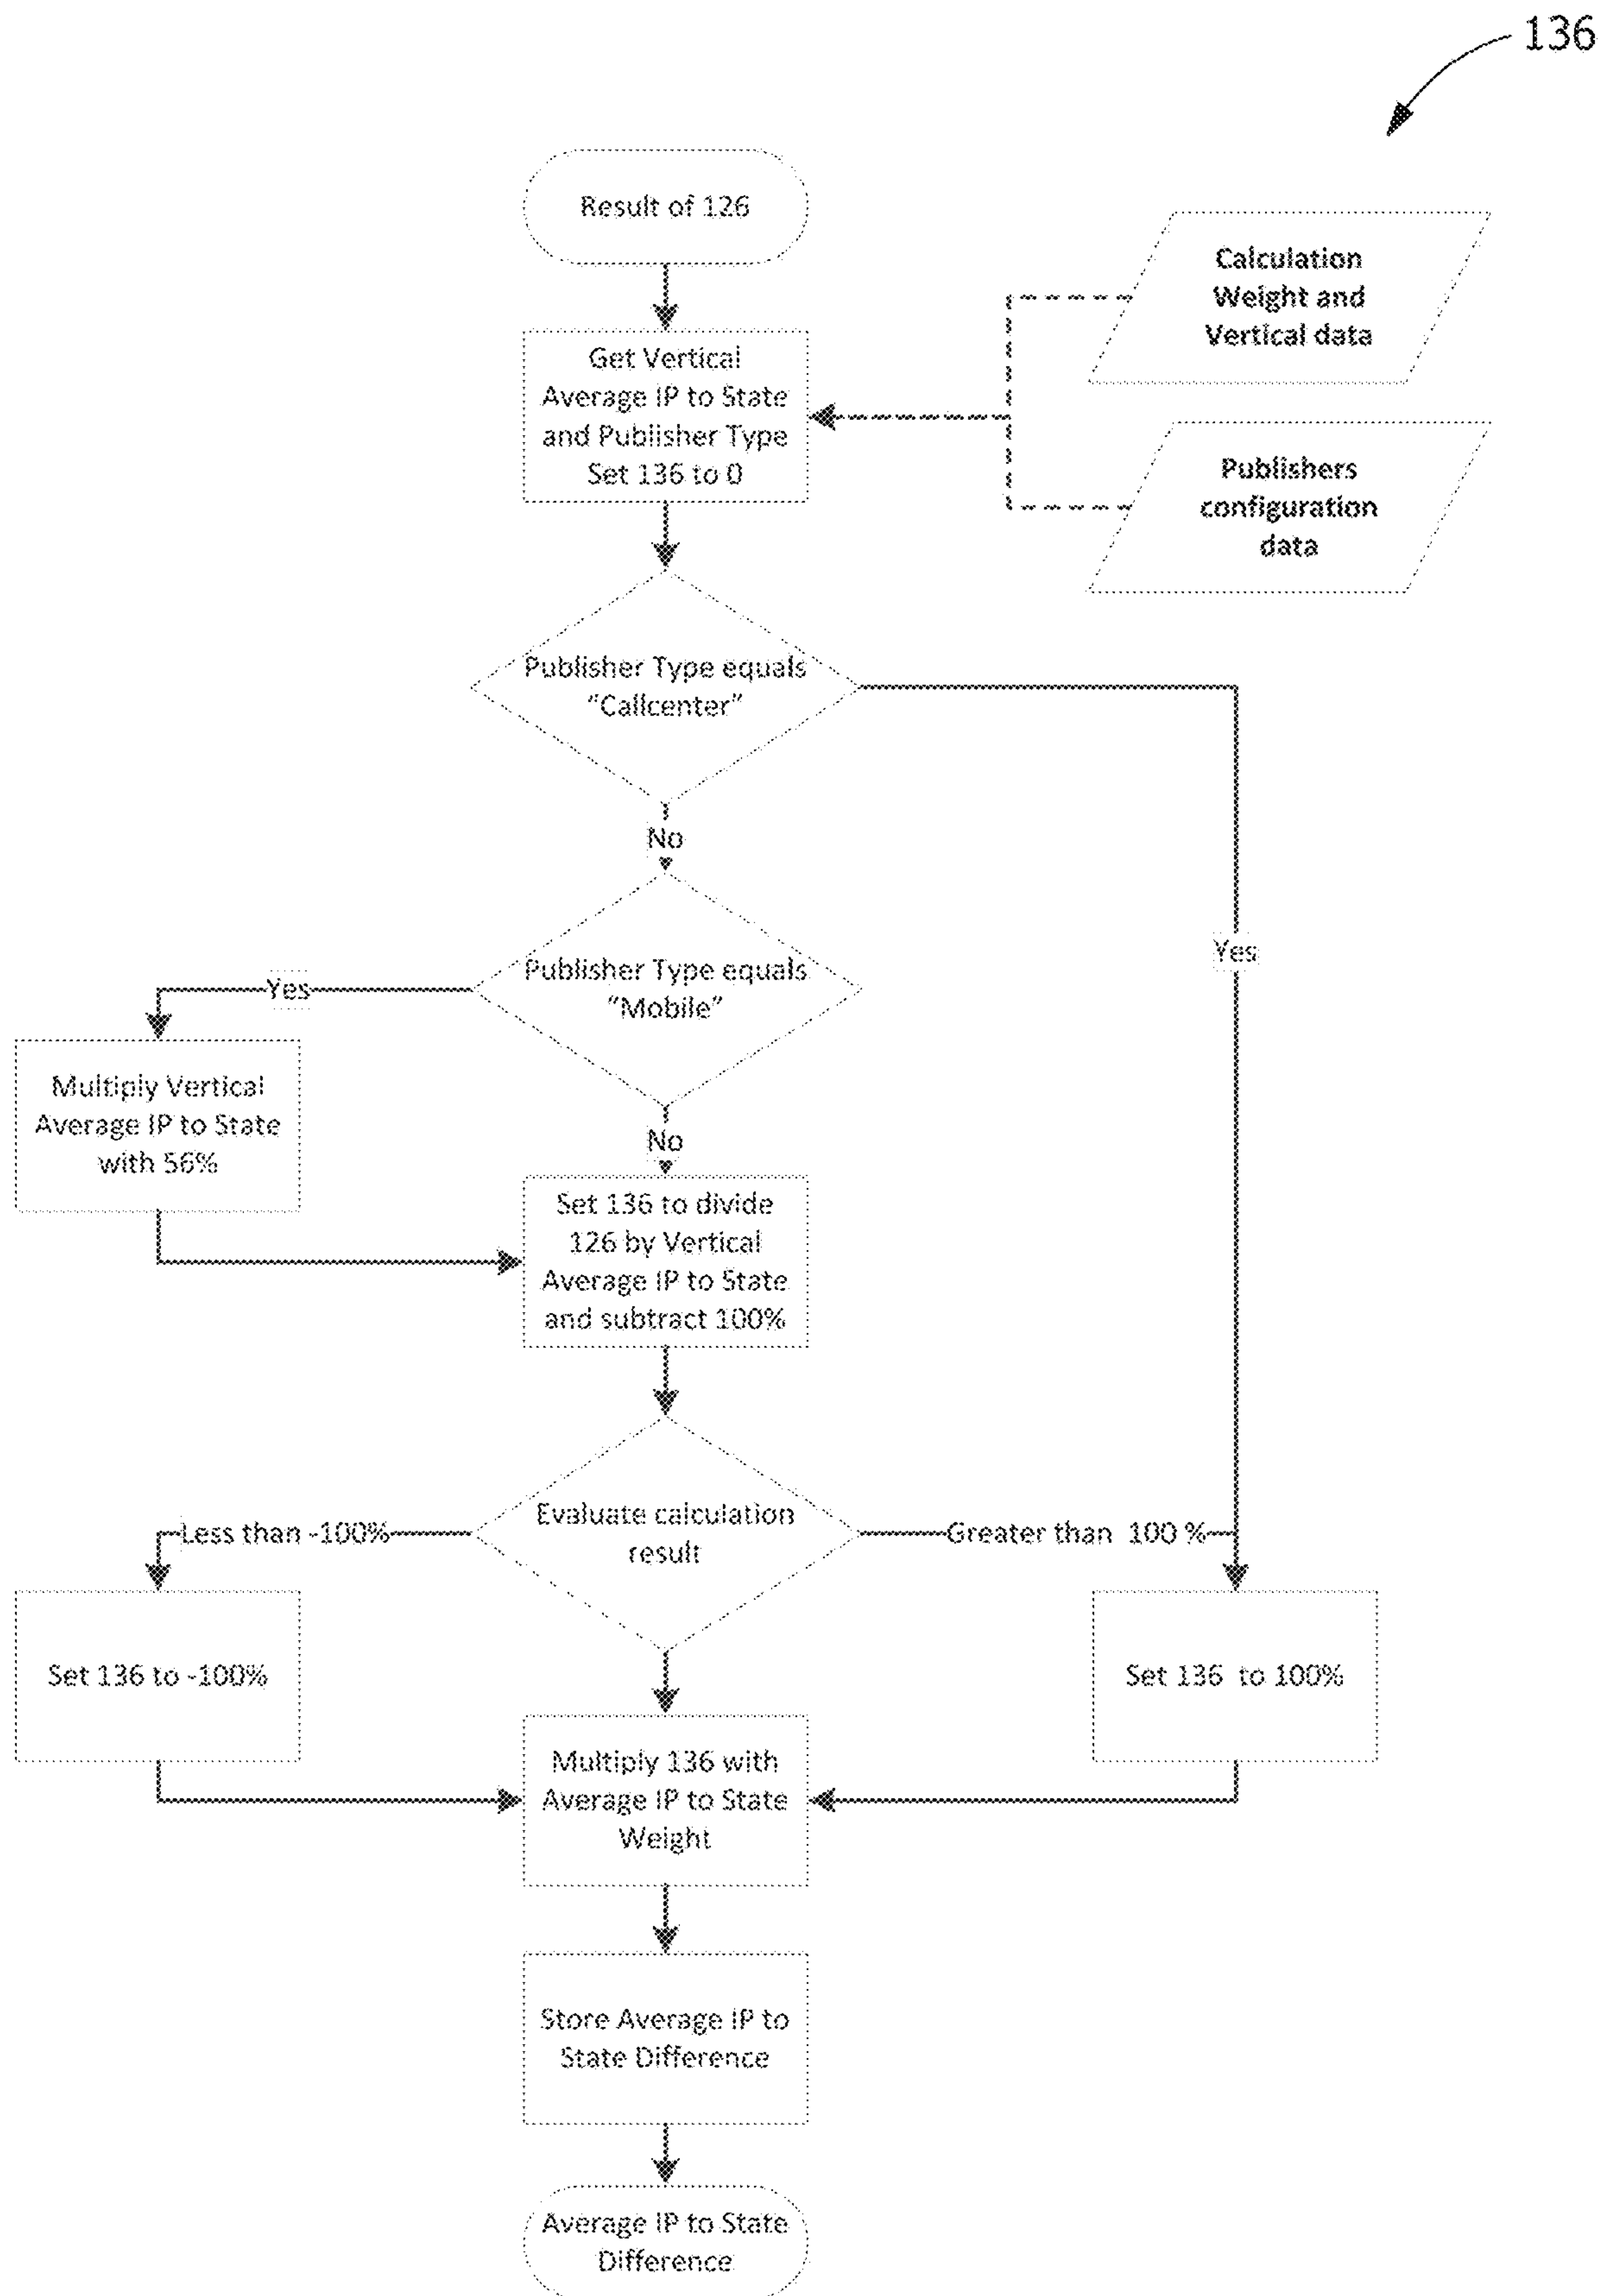 136
Result of 126
Calculation
Weight and
Vertical data
Get Vertical
Average IP to State
and Publisher Type
Set 136 to 0
Publishers
configuration
data
Publisher Type equals
“Callcenter”
No
Yes
Publisher Type equals
“Mobile”
Yes
Multiply Vertical
Average IP to State
with 56%
No
Set 136 to divide
126 by Vertical
Average IP to State
and subtract 100%
Evaluate calculation
result
Less than -100%
Greater than 100 %
Set 136 to -100%
Set 136 to 100%
Multiply 136 with
Average IP to State
Weight
Store Average IP to
State Difference
Average IP to State
Difference